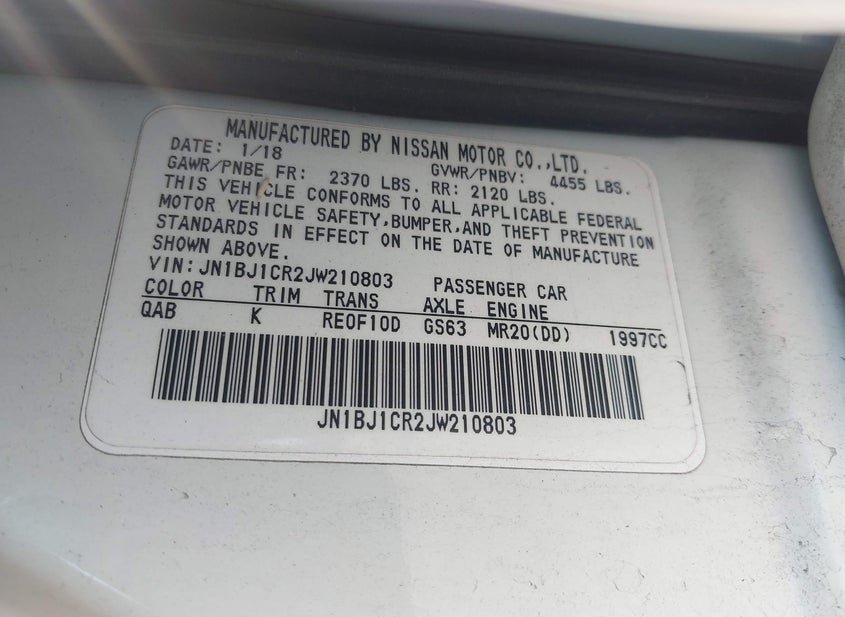 MANUFACTURED BY NISSAN MOTOR CO.,LTD.
DATE: 1/18 GVWR/PNBV: 4455 LBS.
GAWR/PNBE FR: 2370 LBS. RR: 2120 LBS.
THIS VEHICLE CONFORMS TO ALL APPLICABLE FEDERAL
MOTOR VEHICLE SAFETY,BUMPER,AND THEFT PREVENTION
STANDARDS IN EFFECT ON THE DATE OF MANUFACTURE
SHOWN ABOVE.
VIN: JN1BJ1CR2JW210803 PASSENGER CAR
COLOR TRIM TRANS AXLE ENGINE
QAB K RE0F10D GS63 MR20(DD) 1997CC
JN1BJ1CR2JW210803